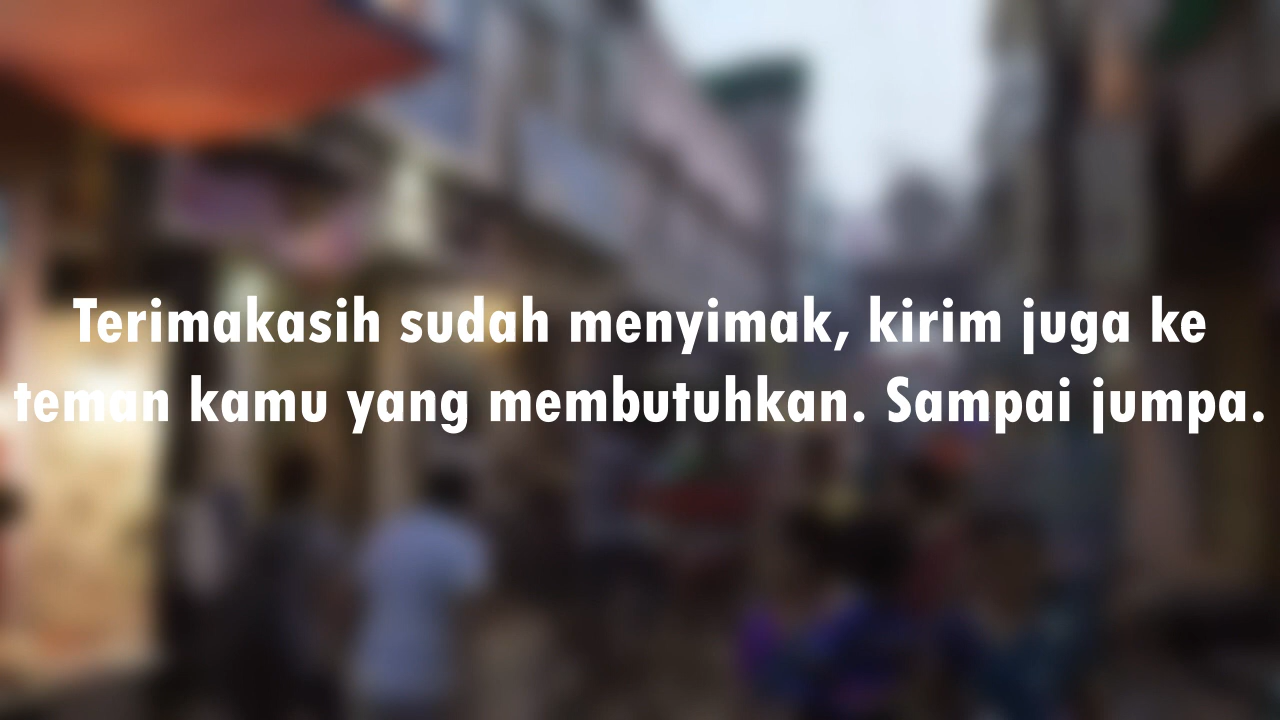 Terimakasih sudah menyimak, kirim juga ke
teman kamu yang membutuhkan. Sampai jumpa.